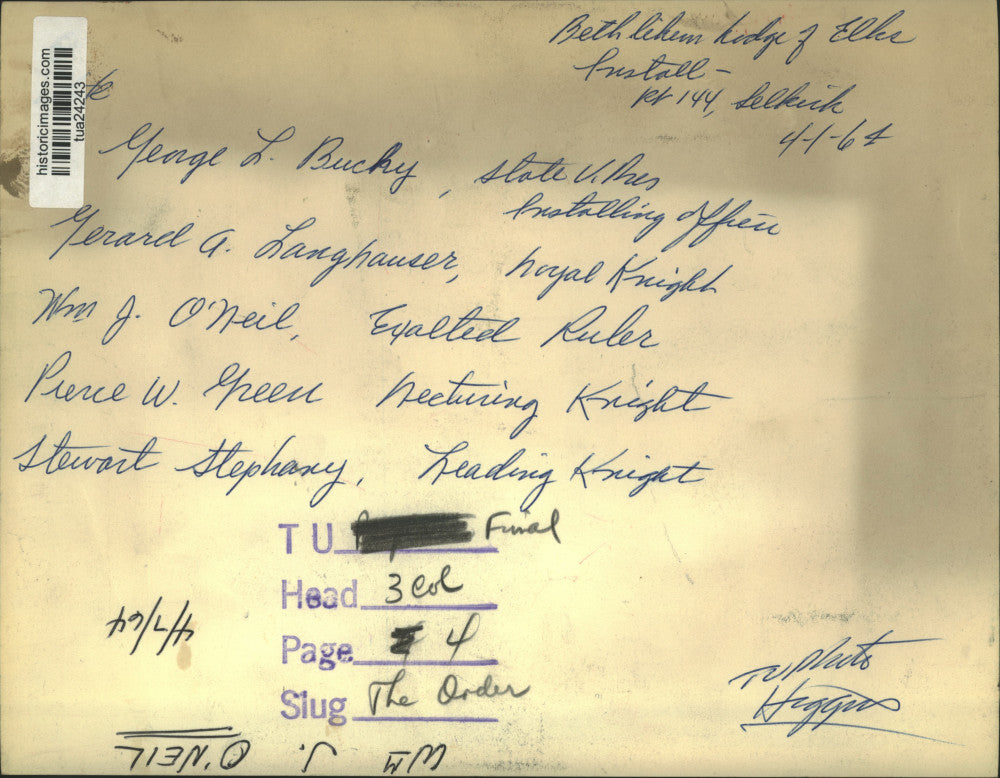 historicimages.com
tua24243
Bethlehem Lodge of Elks
Install -
Rt 144, Selkirk
4-1-64
George L. Bucky, State V. Pres
Installing Officer
Gerard A. Langhauser, Loyal Knight
Wm J. O'Neil, Exalted Ruler
Pierce W. Green Lecturing Knight
Stewart Stephany, Leading Knight
TU Final
Head 3 col
Page 4
Slug The Order
4/1/64
TU Photo
Higgins
Wm J. O'NEIL